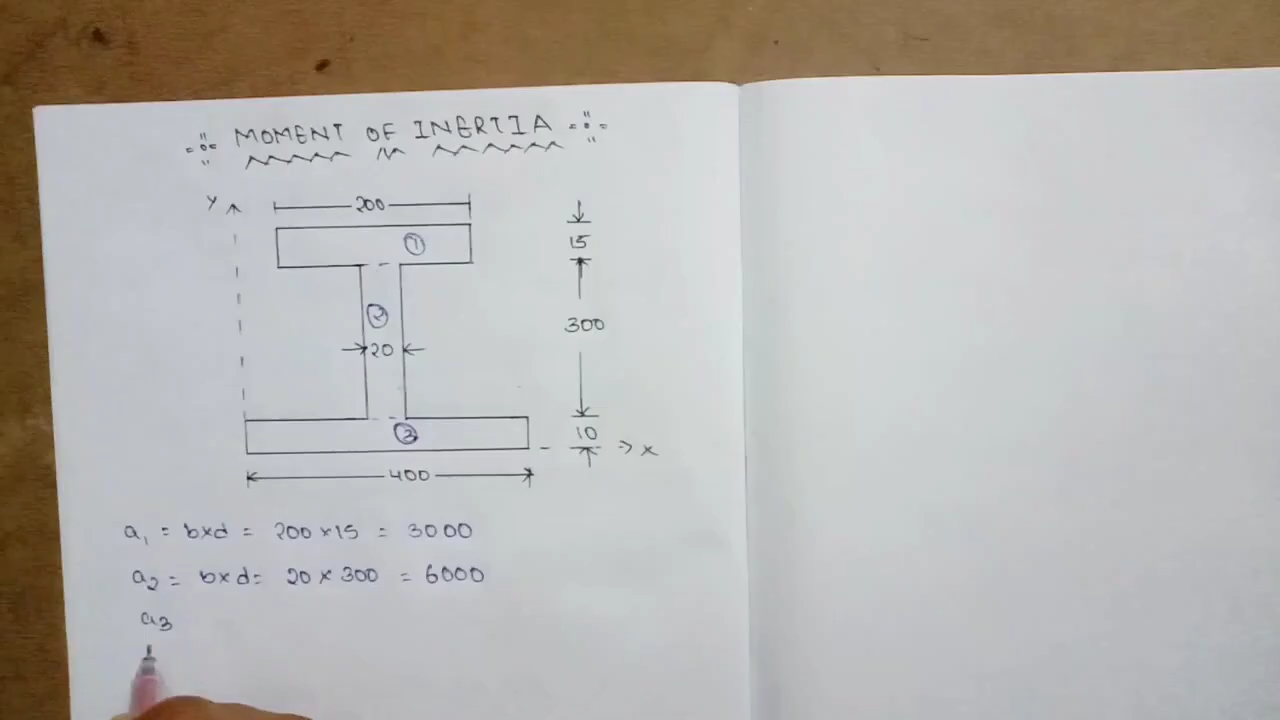 MOMENT OF INERTIA
Y
200
1
15
2
300
20
3
10
x
400
a₁ = b×d = 200×15 = 3000
a₂ = b×d= 20×300 = 6000
a₃